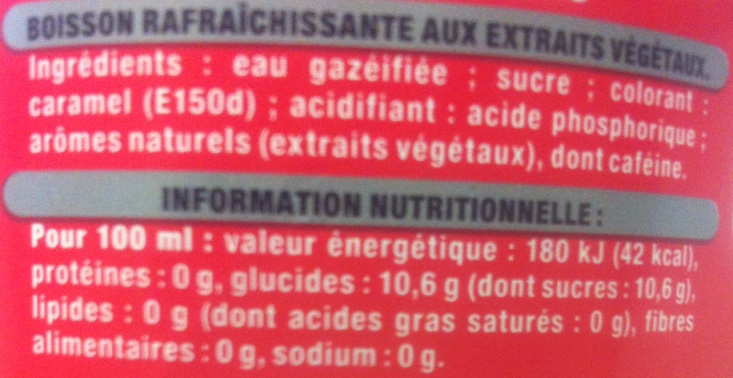 BOISSON RAFRAÎCHISSANTE AUX EXTRAITS VÉGÉTAUX.
Ingrédients : eau gazéifiée ; sucre ; colorant :
caramel (E150d) ; acidifiant : acide phosphorique ;
arômes naturels (extraits végétaux), dont caféine.
INFORMATION NUTRITIONNELLE :
Pour 100 ml : valeur énergétique : 180 kJ (42 kcal),
protéines : 0 g, glucides : 10,6 g (dont sucres : 10,6 g),
lipides : 0 g (dont acides gras saturés : 0 g), fibres
alimentaires : 0 g, sodium : 0 g.